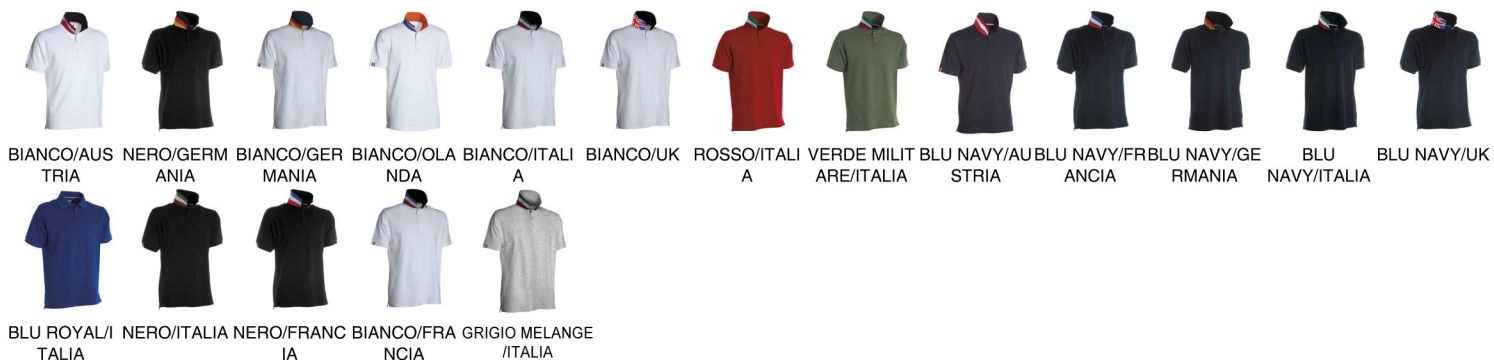 BIANCO/AUS NERO/GERM BIANCO/GER BIANCO/OLA BIANCO/ITALI BIANCO/UK ROSSO/ITALI VERDE MILIT BLU NAVY/AU BLU NAVY/FR BLU NAVY/GE BLU BLU NAVY/UK
TRIA ANIA MANIA NDA A A ARE/ITALIA STRIA ANCIA RMANIA NAVY/ITALIA
BLU ROYAL/I NERO/ITALIA NERO/FRANC BIANCO/FRA GRIGIO MELANGE
TALIA IA NCIA /ITALIA